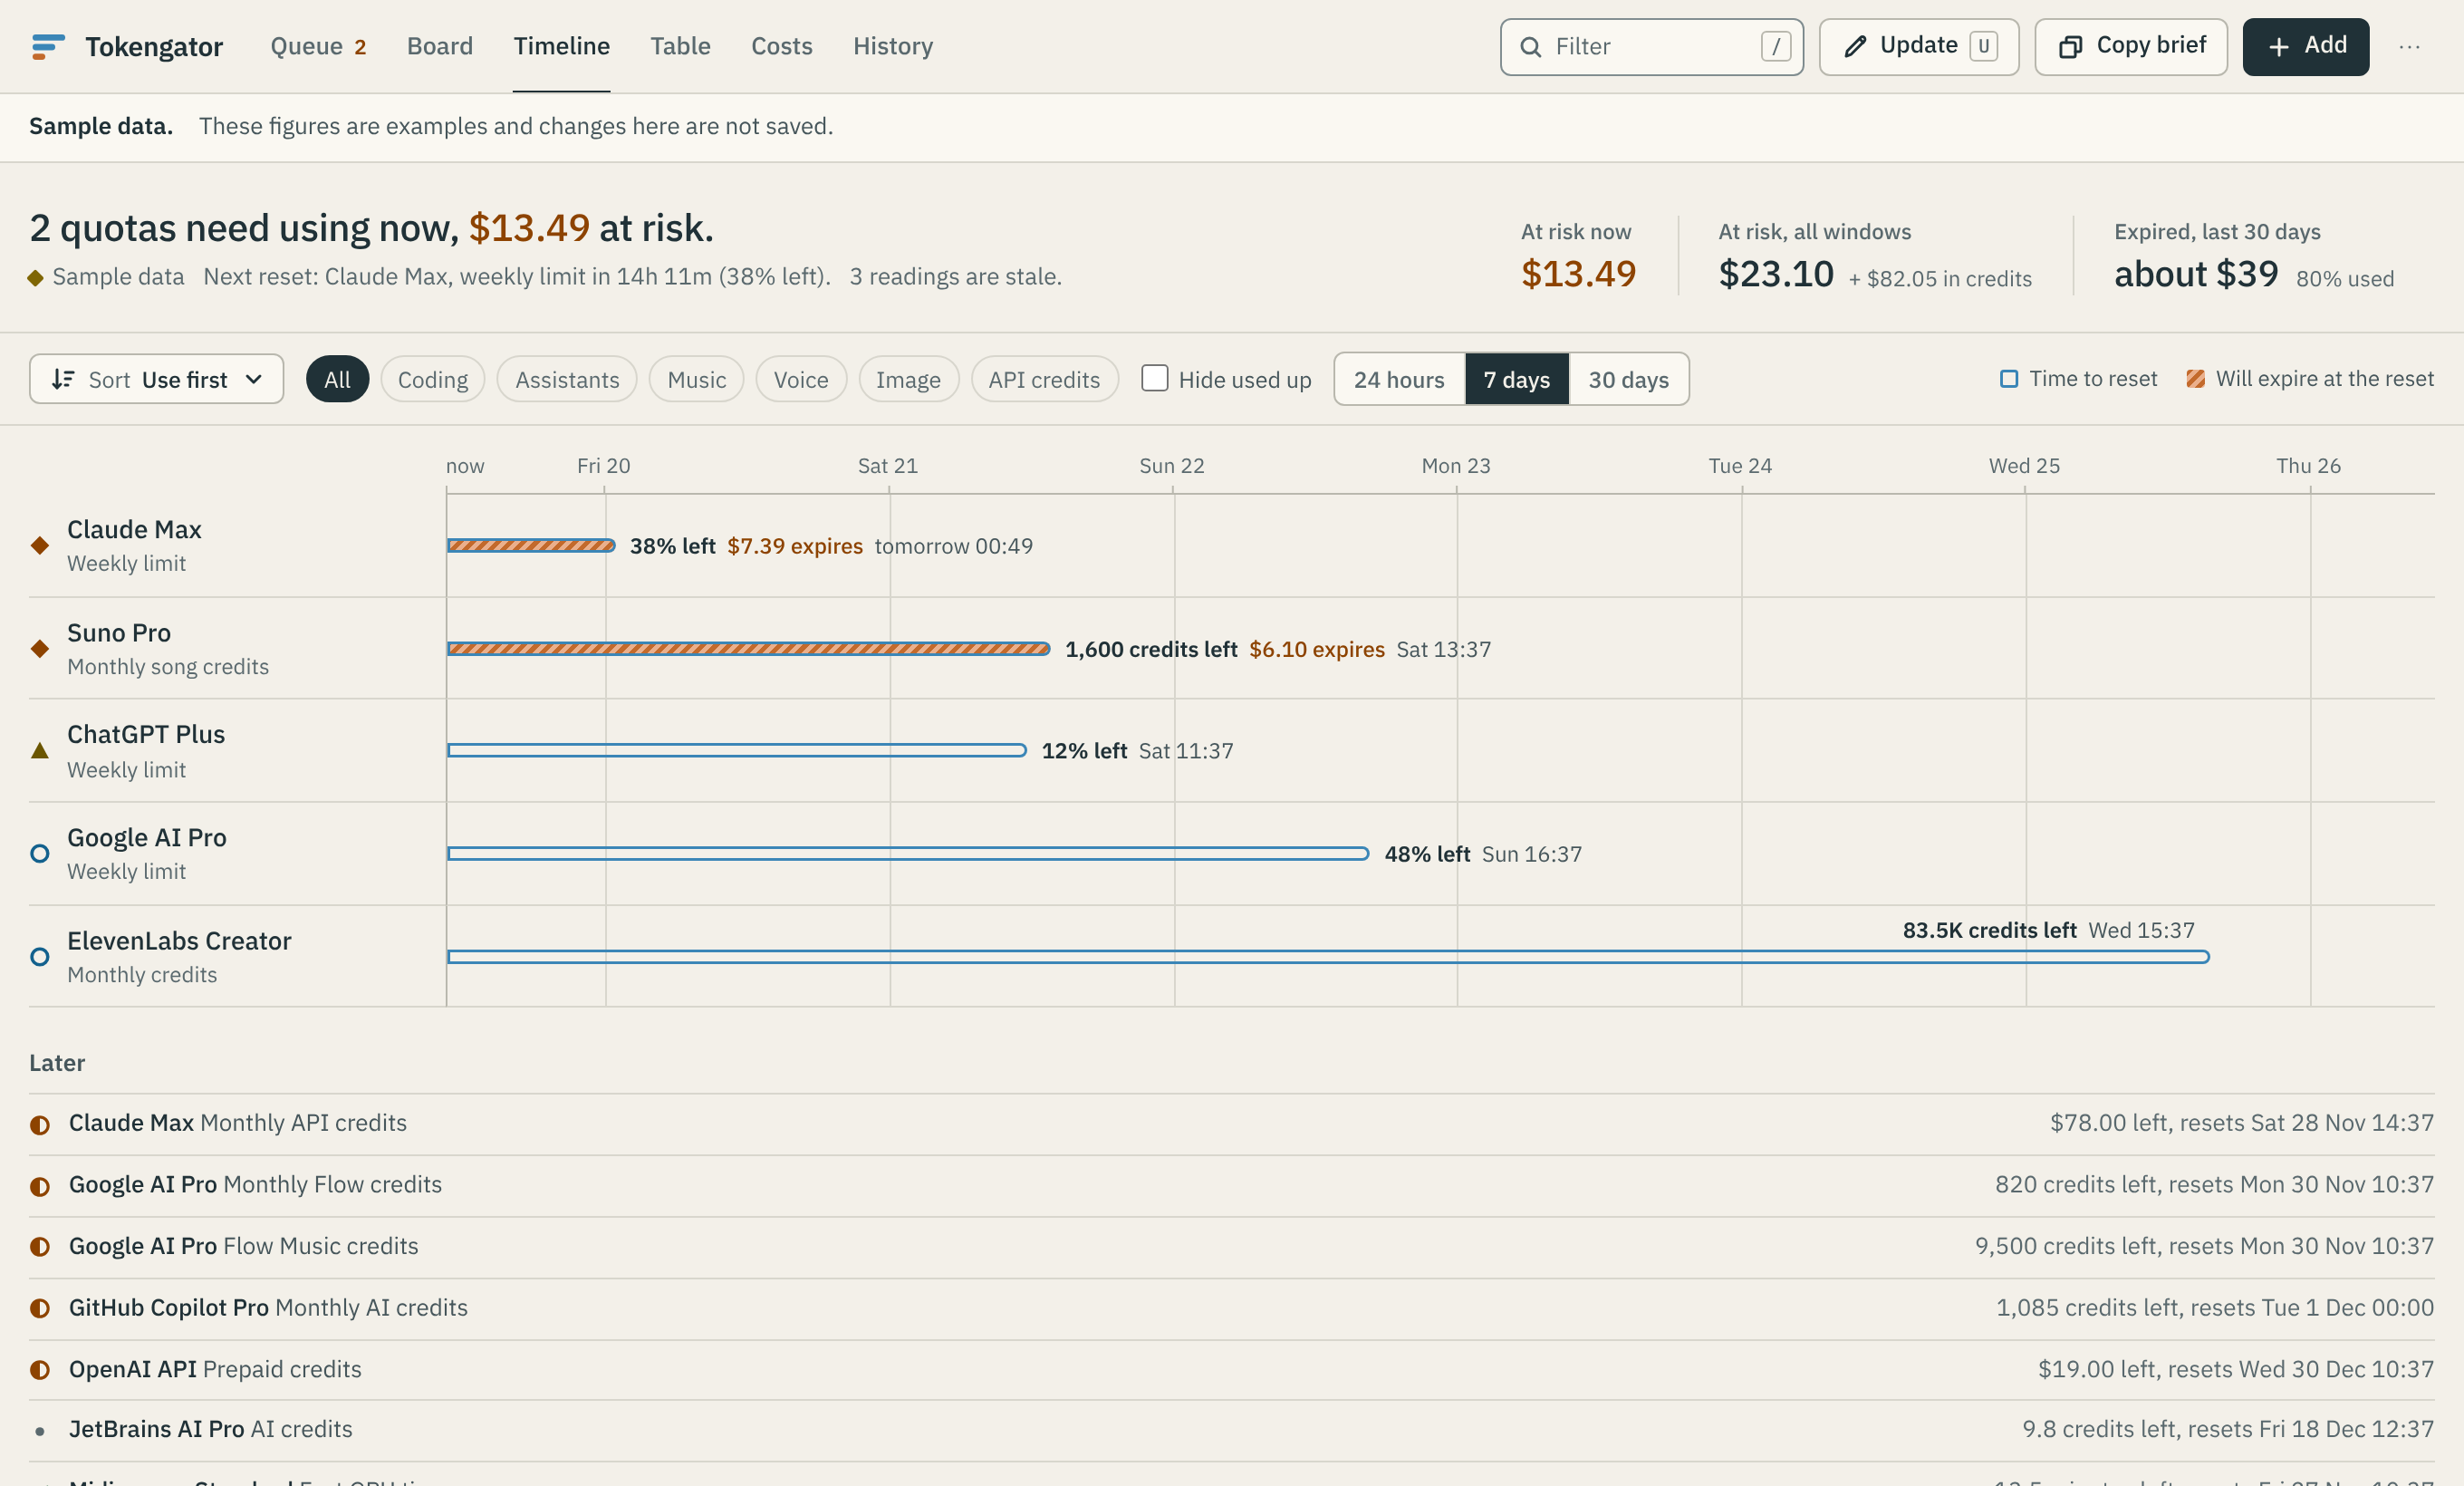 Tokengator Queue 2 Board Timeline Table Costs History Filter / Update U Copy brief + Add ...
Sample data. These figures are examples and changes here are not saved.
2 quotas need using now, $13.49 at risk.
Sample data Next reset: Claude Max, weekly limit in 14h 11m (38% left). 3 readings are stale.
At risk now
$13.49
At risk, all windows
$23.10 + $82.05 in credits
Expired, last 30 days
about $39 80% used
Sort Use first All Coding Assistants Music Voice Image API credits Hide used up 24 hours 7 days 30 days Time to reset Will expire at the reset
now Fri 20 Sat 21 Sun 22 Mon 23 Tue 24 Wed 25 Thu 26
Claude Max
Weekly limit
38% left $7.39 expires tomorrow 00:49
Suno Pro
Monthly song credits
1,600 credits left $6.10 expires Sat 13:37
ChatGPT Plus
Weekly limit
12% left Sat 11:37
Google AI Pro
Weekly limit
48% left Sun 16:37
ElevenLabs Creator
Monthly credits
83.5K credits left Wed 15:37
Later
Claude Max Monthly API credits $78.00 left, resets Sat 28 Nov 14:37
Google AI Pro Monthly Flow credits 820 credits left, resets Mon 30 Nov 10:37
Google AI Pro Flow Music credits 9,500 credits left, resets Mon 30 Nov 10:37
GitHub Copilot Pro Monthly AI credits 1,085 credits left, resets Tue 1 Dec 00:00
OpenAI API Prepaid credits $19.00 left, resets Wed 30 Dec 10:37
JetBrains AI Pro AI credits 9.8 credits left, resets Fri 18 Dec 12:37